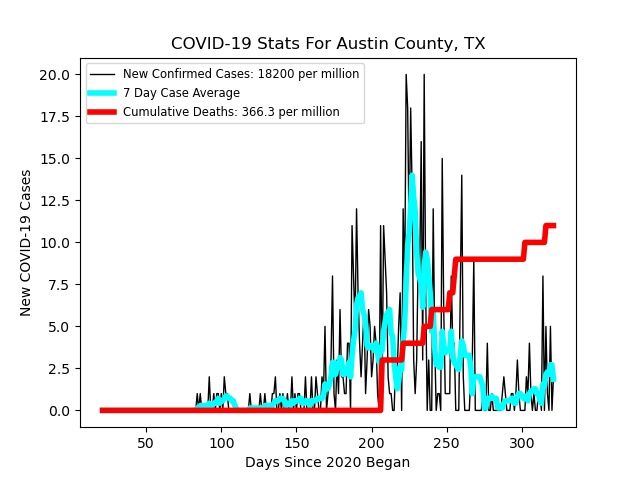 COVID-19 Stats For Austin County, TX
New Confirmed Cases: 18200 per million
7 Day Case Average
Cumulative Deaths: 366.3 per million
20.0
17.5
15.0
12.5
10.0
7.5
5.0
2.5
0.0
New COVID-19 Cases
50 100 150 200 250 300
Days Since 2020 Began